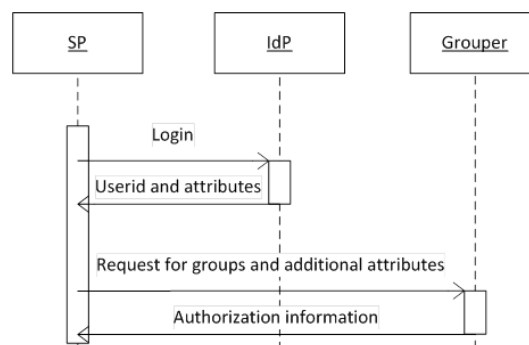 SP
IdP
Grouper
Login
Userid and attributes
Request for groups and additional attributes
Authorization information